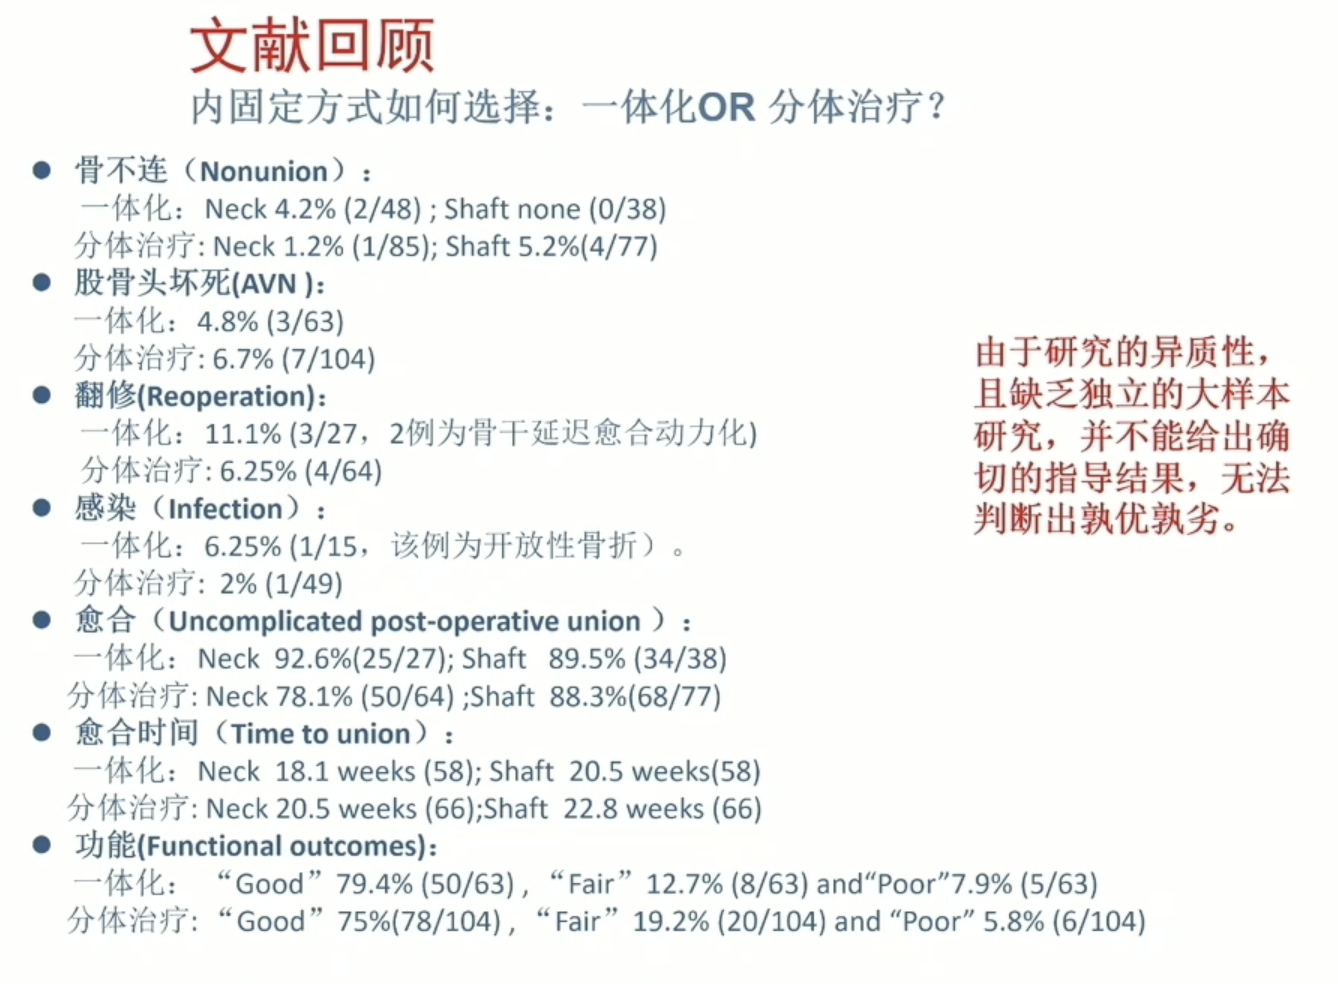 文献回顾
内固定方式如何选择：一体化OR 分体治疗？
● 骨不连（Nonunion）：
一体化：Neck 4.2% (2/48) ; Shaft none (0/38)
分体治疗: Neck 1.2% (1/85); Shaft 5.2%(4/77)
● 股骨头坏死(AVN )：
一体化：4.8% (3/63)
分体治疗: 6.7% (7/104)
● 翻修(Reoperation)：
一体化：11.1% (3/27，2例为骨干延迟愈合动力化)
分体治疗: 6.25% (4/64)
● 感染（Infection）：
一体化：6.25% (1/15，该例为开放性骨折）。
分体治疗: 2% (1/49)
● 愈合（Uncomplicated post-operative union ）：
一体化：Neck 92.6%(25/27); Shaft 89.5% (34/38)
分体治疗: Neck 78.1% (50/64) ;Shaft 88.3%(68/77)
● 愈合时间（Time to union）：
一体化：Neck 18.1 weeks (58); Shaft 20.5 weeks(58)
分体治疗: Neck 20.5 weeks (66);Shaft 22.8 weeks (66)
● 功能(Functional outcomes)：
一体化： “Good” 79.4% (50/63) , “Fair” 12.7% (8/63) and“Poor”7.9% (5/63)
分体治疗: “Good” 75%(78/104) , “Fair” 19.2% (20/104) and “Poor” 5.8% (6/104)
由于研究的异质性，
且缺乏独立的大样本
研究，并不能给出确
切的指导结果，无法
判断出孰优孰劣。